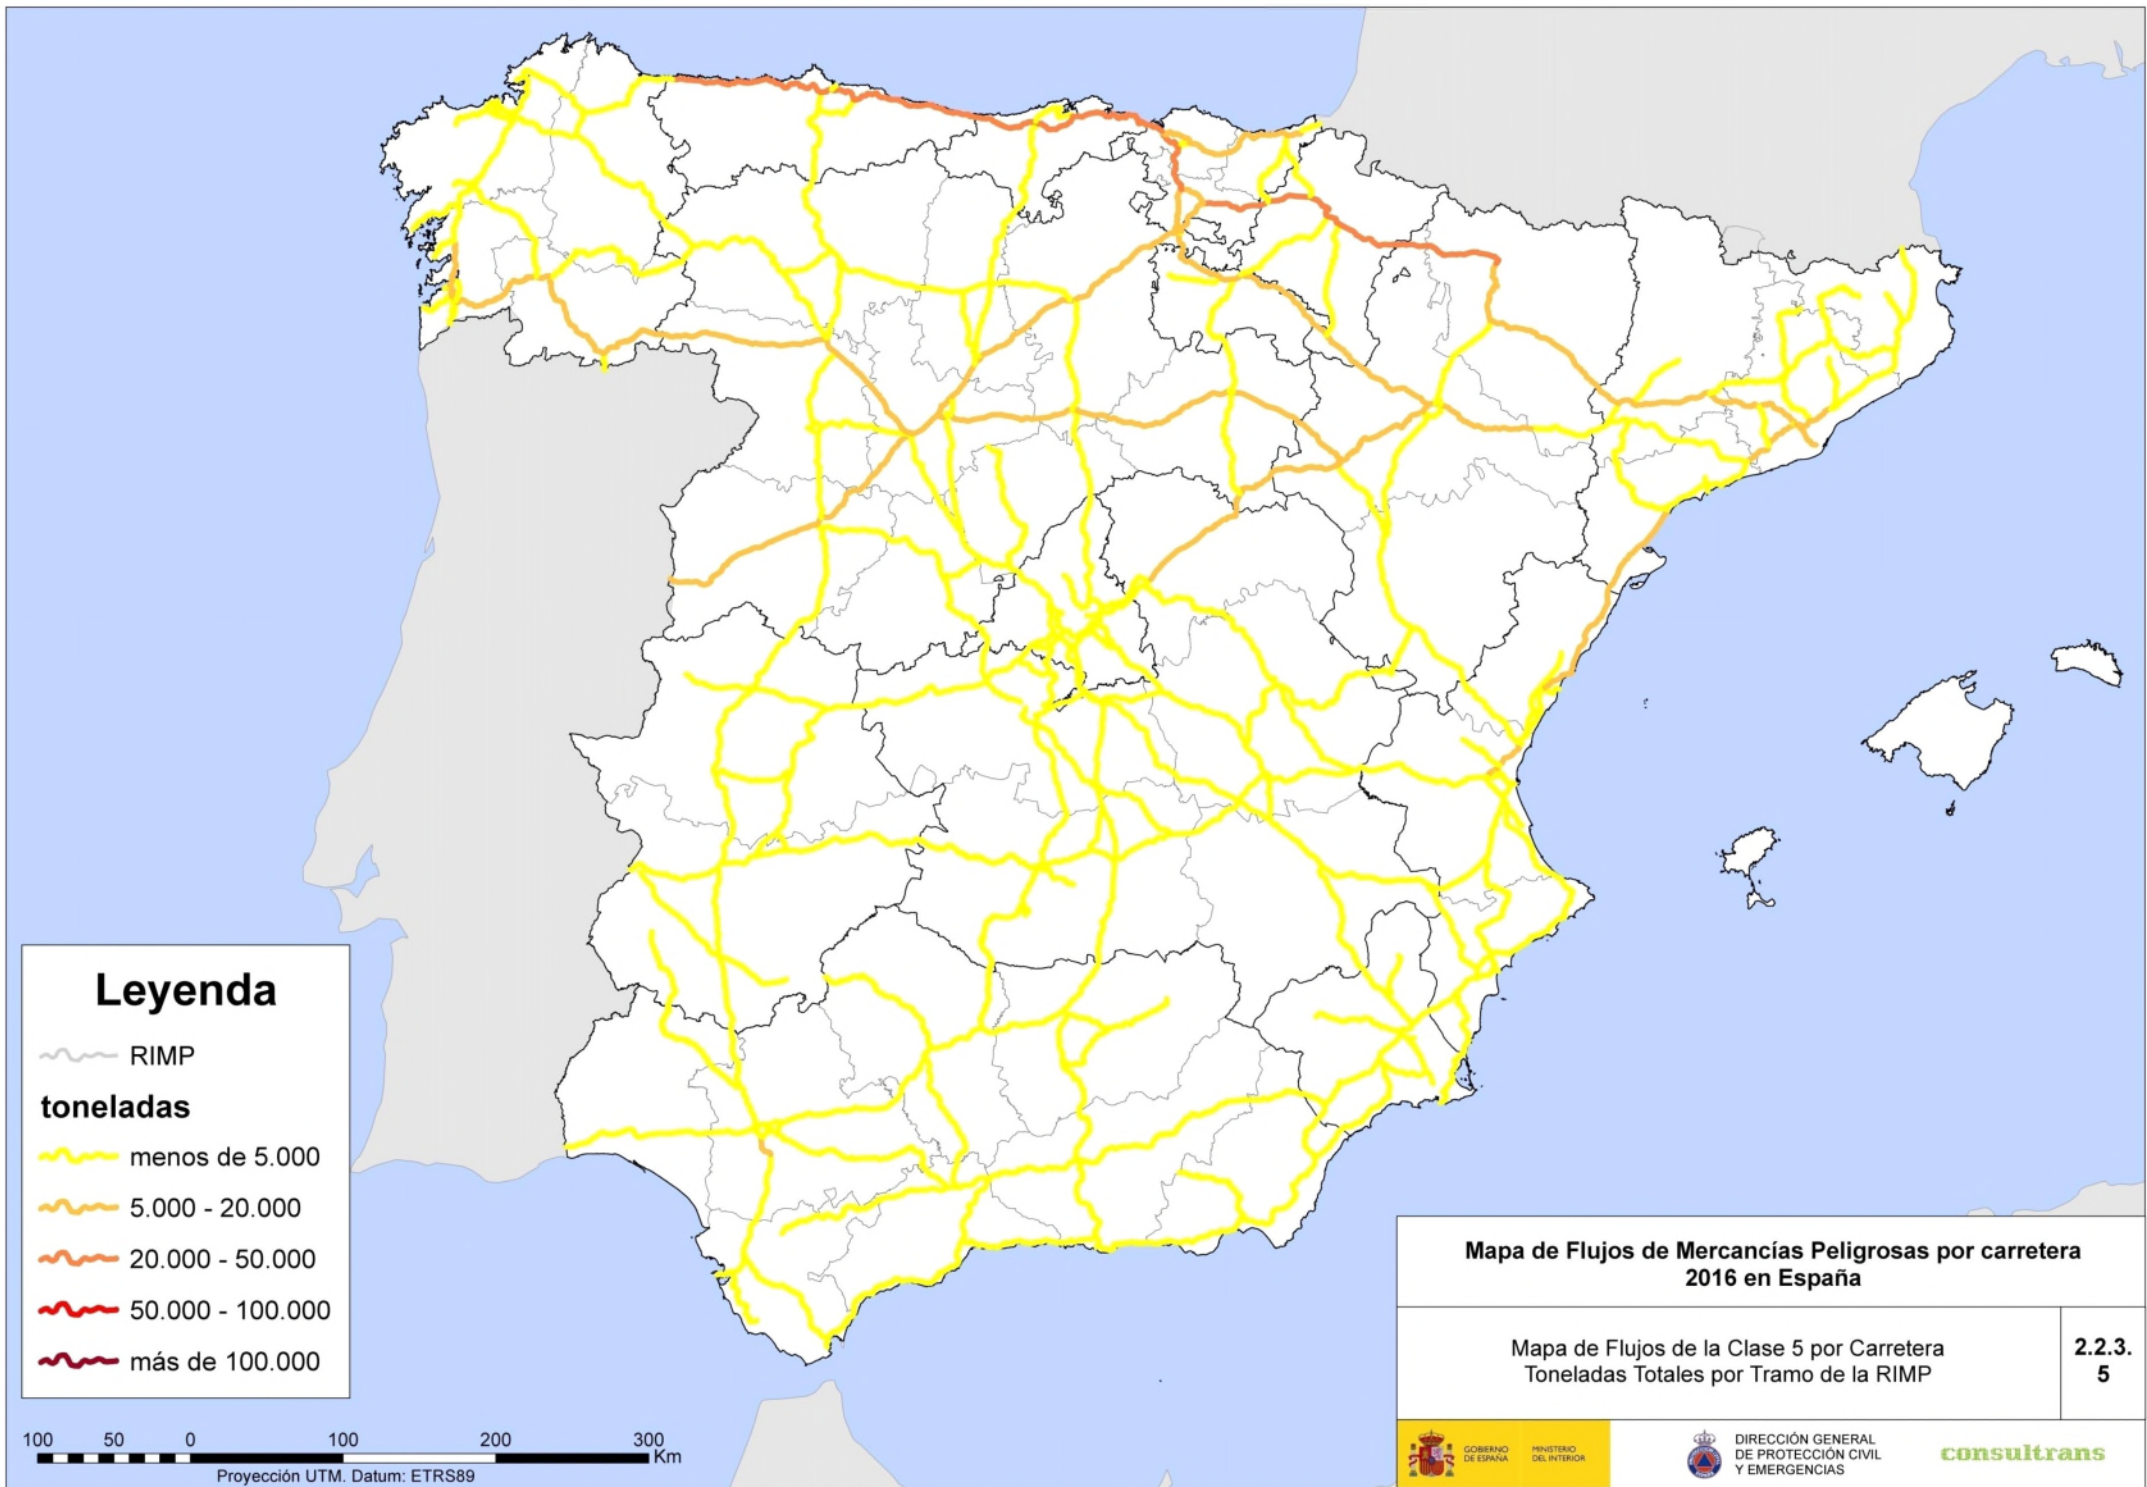 Leyenda
RIMP
toneladas
menos de 5.000
5.000 - 20.000
20.000 - 50.000
50.000 - 100.000
más de 100.000
100 50 0 100 200 300
Km
Proyección UTM. Datum: ETRS89
Mapa de Flujos de Mercancías Peligrosas por carretera
2016 en España
Mapa de Flujos de la Clase 5 por Carretera
Toneladas Totales por Tramo de la RIMP
2.2.3.
5
GOBIERNO
DE ESPAÑA
MINISTERIO
DEL INTERIOR
DIRECCIÓN GENERAL
DE PROTECCIÓN CIVIL
Y EMERGENCIAS
consultrans